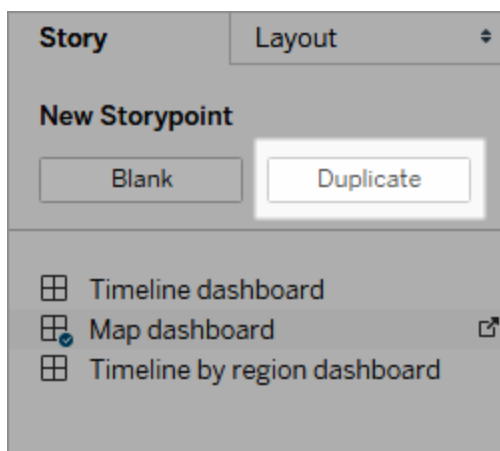 Story Layout
New Storypoint
Blank Duplicate
Timeline dashboard
Map dashboard
Timeline by region dashboard